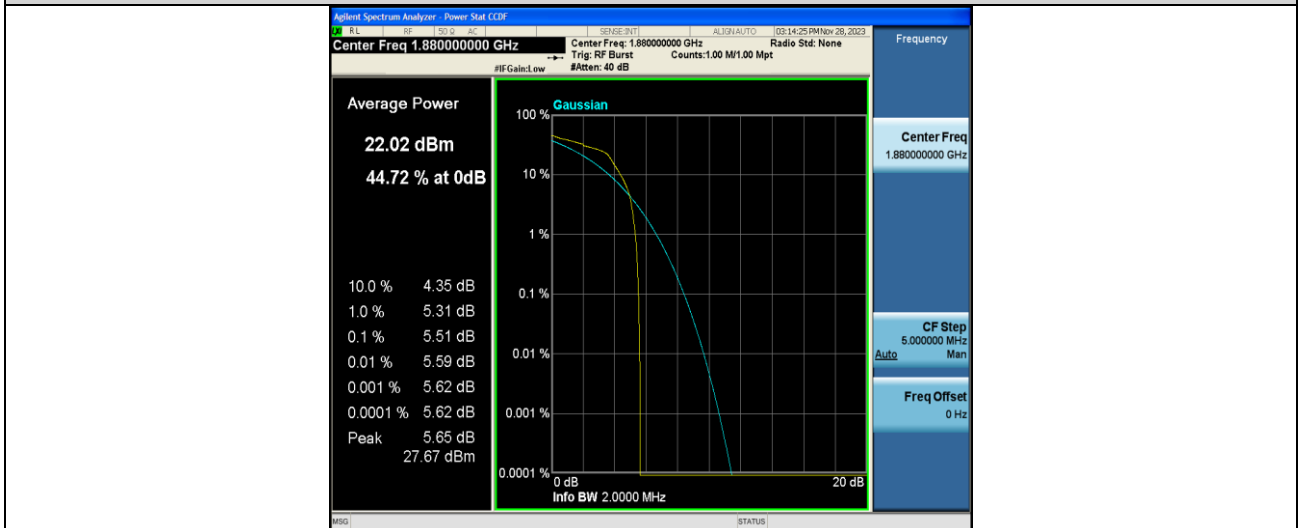 Agilent Spectrum Analyzer - Power Stat CCDF
RL RF 50 Ω AC SENSE:INT ALIGN AUTO 03:14:25 PM Nov 28, 2023
Center Freq 1.880000000 GHz
Center Freq: 1.880000000 GHz Radio Std: None
Trig: RF Burst Counts:1.00 M/1.00 Mpt
#IFGain:Low #Atten: 40 dB
Frequency
Average Power
22.02 dBm
44.72 % at 0dB
10.0 % 4.35 dB
1.0 % 5.31 dB
0.1 % 5.51 dB
0.01 % 5.59 dB
0.001 % 5.62 dB
0.0001 % 5.62 dB
Peak 5.65 dB
27.67 dBm
Gaussian
100 %
10 %
1 %
0.1 %
0.01 %
0.001 %
0.0001 %
0 dB 20 dB
Info BW 2.0000 MHz
Center Freq
1.880000000 GHz
CF Step
5.000000 MHz
Auto Man
Freq Offset
0 Hz
MSG STATUS